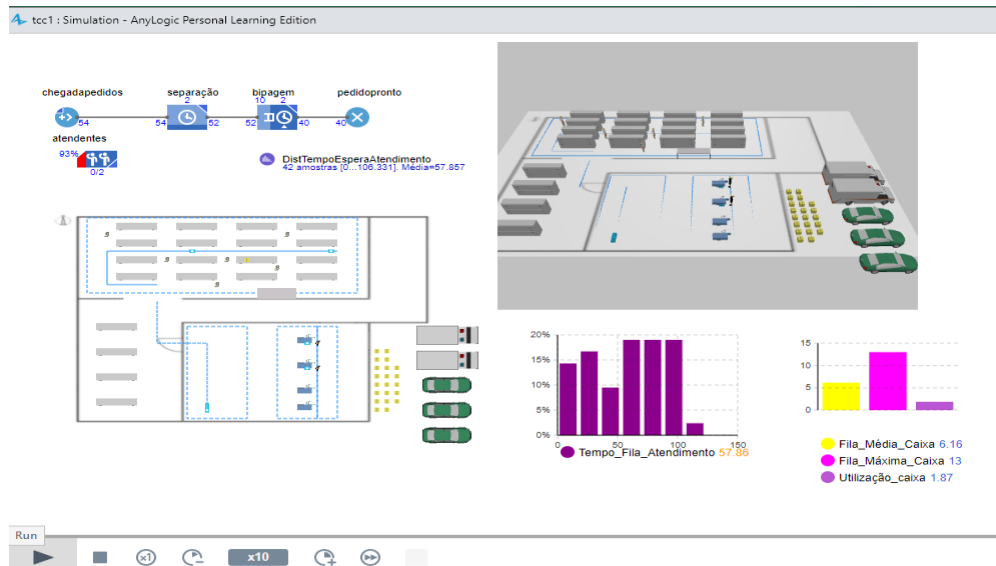 tcc1 : Simulation - AnyLogic Personal Learning Edition
chegadapedidos separação bipagem pedidopronto
2 10 2
54 54 52 52 40 40
atendentes
93%
0/2
DistTempoEsperaAtendimento
42 amostras [0...106.331]. Média=57.857
20%
15%
10%
5%
0%
0 50 100 150
Tempo_Fila_Atendimento 57.86
15
10
5
0
Fila_Média_Caixa 6.16
Fila_Máxima_Caixa 13
Utilização_caixa 1.87
Run
x1 x10